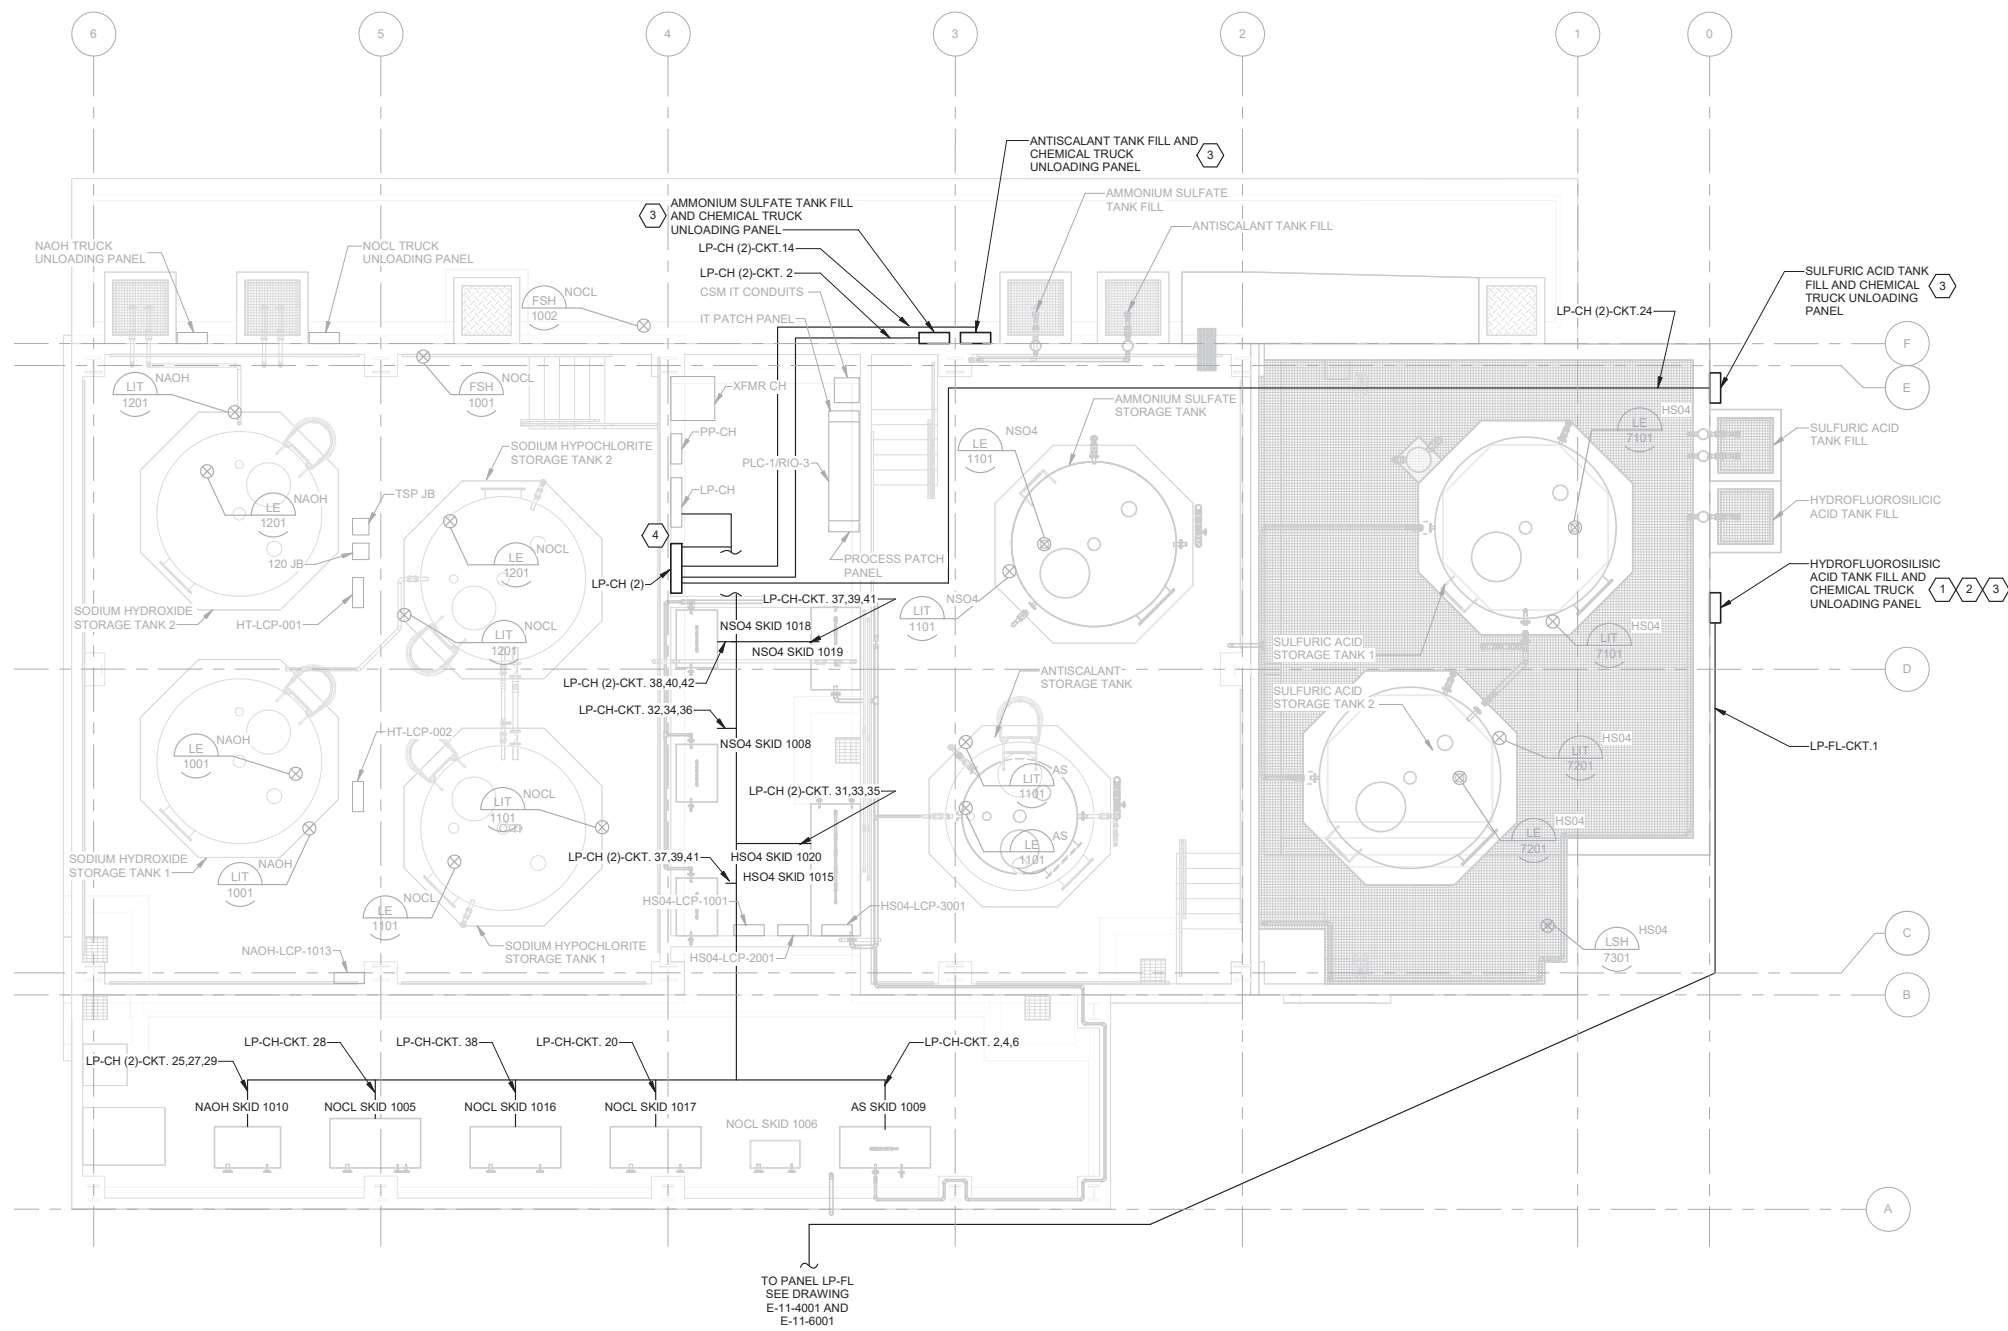 6
5
4
3
2
1
0
ANTISCALANT TANK FILL AND
CHEMICAL TRUCK
UNLOADING PANEL
3
AMMONIUM SULFATE TANK FILL
AND CHEMICAL TRUCK
UNLOADING PANEL
3
AMMONIUM SULFATE
TANK FILL
ANTISCALANT TANK FILL
NAOH TRUCK
UNLOADING PANEL
NOCL TRUCK
UNLOADING PANEL
LP-CH (2)-CKT.14
LP-CH (2)-CKT. 2
CSM IT CONDUITS
IT PATCH PANEL
FSH
1002
NOCL
SULFURIC ACID TANK
FILL AND CHEMICAL
TRUCK UNLOADING
PANEL
3
LP-CH (2)-CKT.24
F
E
LIT
1201
NAOH
FSH
1001
NOCL
XFMR CH
AMMONIUM SULFATE
STORAGE TANK
HS04
LE
7101
SULFURIC ACID
TANK FILL
PP-CH
LE
1101
NSO4
SODIUM HYPOCHLORITE
STORAGE TANK 2
PLC-1/RIO-3
LP-CH
TSP JB
LE
1201
NAOH
HYDROFLUOROSILICIC
ACID TANK FILL
4
LE
1201
NOCL
120 JB
PROCESS PATCH
PANEL
LP-CH (2)
HYDROFLUOROSILISIC
ACID TANK FILL AND
CHEMICAL TRUCK
UNLOADING PANEL
1
2
3
SODIUM HYDROXIDE
STORAGE TANK 2
HT-LCP-001
LIT
1201
NOCL
LP-CH-CKT. 37,39,41
NSO4 SKID 1018
NSO4 SKID 1019
LIT
1101
NSO4
SULFURIC ACID
STORAGE TANK 1
LIT
7101
HS04
D
LP-CH (2)-CKT. 38,40,42
ANTISCALANT
STORAGE TANK
SULFURIC ACID
STORAGE TANK 2
LP-CH-CKT. 32,34,36
NSO4 SKID 1008
HT-LCP-002
LE
1001
NAOH
LIT
7201
HS04
LP-FL-CKT.1
LIT
1101
AS
LIT
1101
NOCL
LP-CH (2)-CKT. 31,33,35
LE
1101
AS
LE
7201
HS04
SODIUM HYDROXIDE
STORAGE TANK 1
LIT
1001
NAOH
LP-CH (2)-CKT. 37,39,41
HSO4 SKID 1020
HSO4 SKID 1015
HS04-LCP-1001
HS04-LCP-3001
HS04-LCP-2001
LE
1101
NOCL
SODIUM HYPOCHLORITE
STORAGE TANK 1
NAOH-LCP-1013
LSH
7301
HS04
C
B
LP-CH (2)-CKT. 25,27,29
LP-CH-CKT. 28
LP-CH-CKT. 38
LP-CH-CKT. 20
LP-CH-CKT. 2,4,6
NAOH SKID 1010
NOCL SKID 1005
NOCL SKID 1016
NOCL SKID 1017
NOCL SKID 1006
AS SKID 1009
A
TO PANEL LP-FL
SEE DRAWING
E-11-4001 AND
E-11-6001